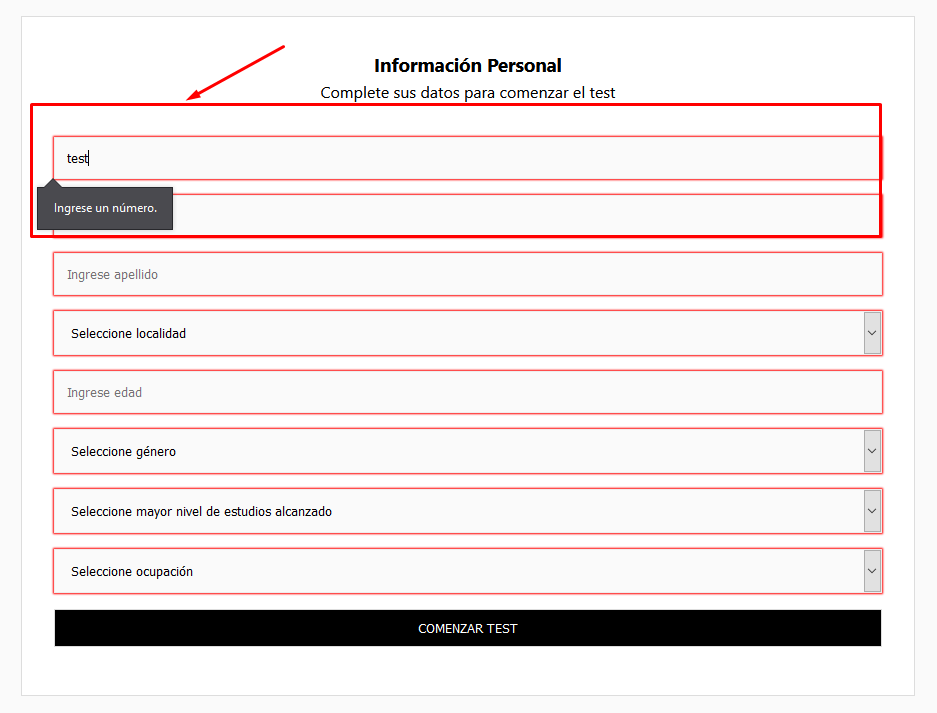 Información Personal
Complete sus datos para comenzar el test
test
Ingrese un número.
Ingrese apellido
Seleccione localidad
Ingrese edad
Seleccione género
Seleccione mayor nivel de estudios alcanzado
Seleccione ocupación
COMENZAR TEST